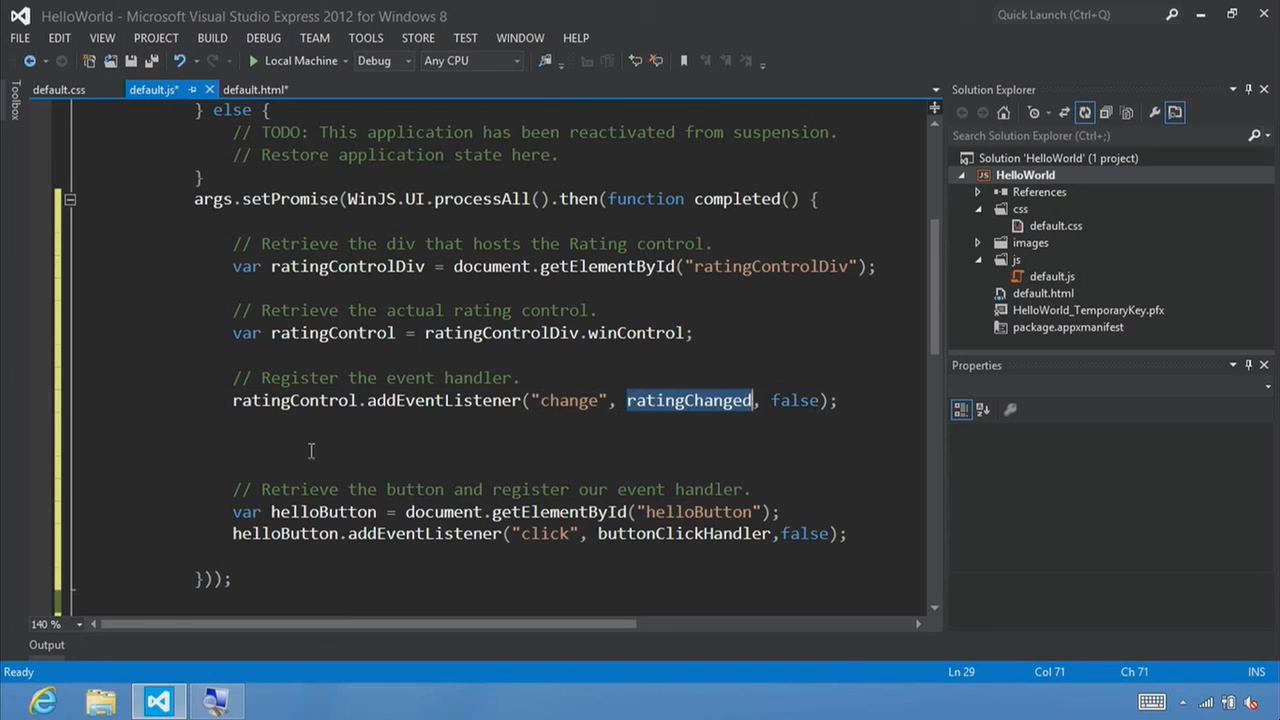 HelloWorld - Microsoft Visual Studio Express 2012 for Windows 8
Quick Launch (Ctrl+Q)
FILE EDIT VIEW PROJECT BUILD DEBUG TEAM TOOLS STORE TEST WINDOW HELP
Local Machine Debug Any CPU
Toolbox
default.css default.js* default.html*
} else {
// TODO: This application has been reactivated from suspension.
// Restore application state here.
}
args.setPromise(WinJS.UI.processAll().then(function completed() {
// Retrieve the div that hosts the Rating control.
var ratingControlDiv = document.getElementById("ratingControlDiv");
// Retrieve the actual rating control.
var ratingControl = ratingControlDiv.winControl;
// Register the event handler.
ratingControl.addEventListener("change", ratingChanged, false);
// Retrieve the button and register our event handler.
var helloButton = document.getElementById("helloButton");
helloButton.addEventListener("click", buttonClickHandler,false);
}));
140 %
Output
Solution Explorer
Search Solution Explorer (Ctrl+;)
Solution 'HelloWorld' (1 project)
JS HelloWorld
References
css
default.css
images
js
default.js
default.html
HelloWorld_TemporaryKey.pfx
package.appxmanifest
Properties
Ready Ln 29 Col 71 Ch 71 INS